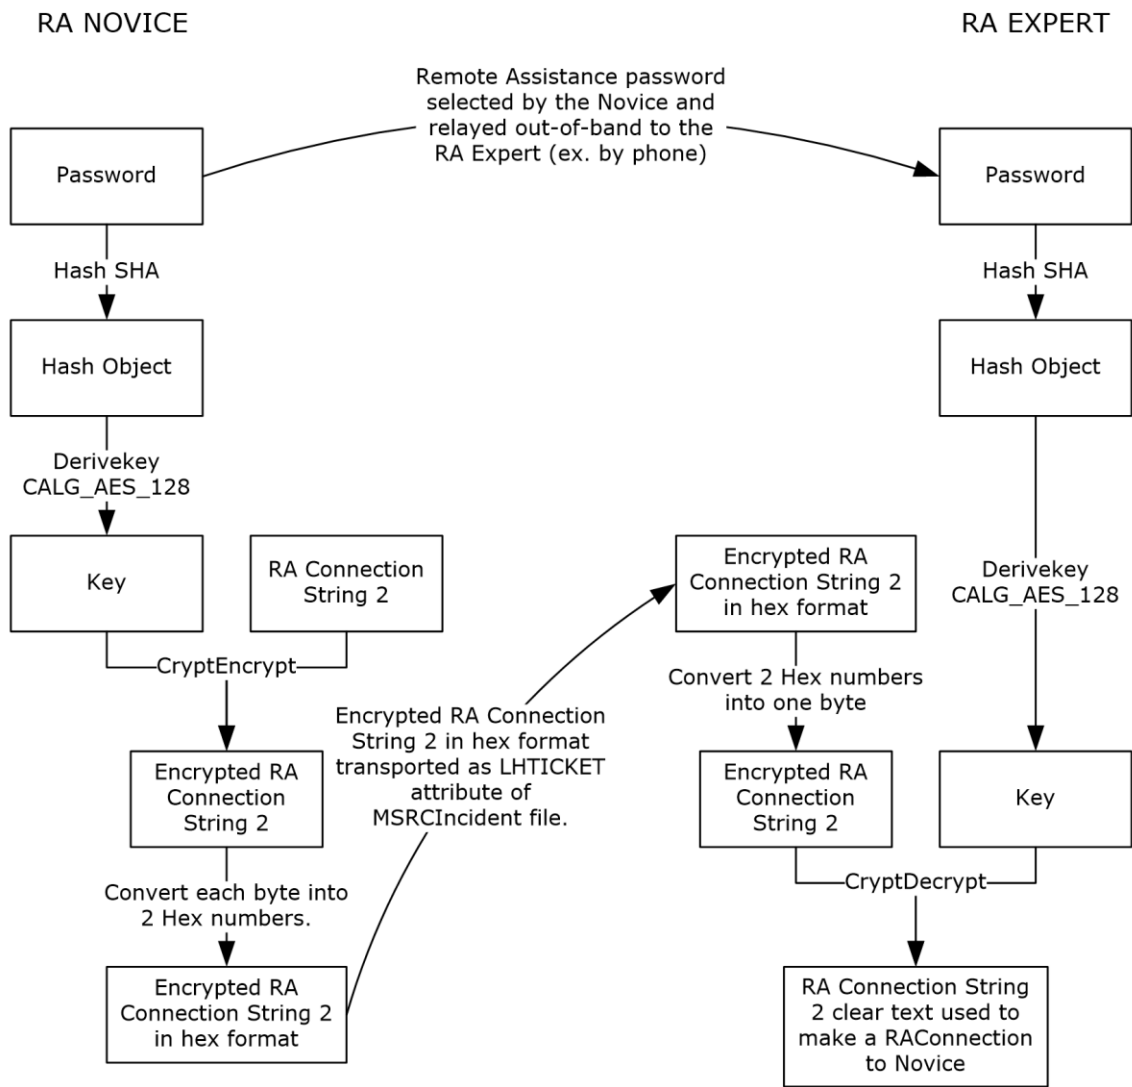 RA NOVICE
RA EXPERT
Remote Assistance password
selected by the Novice and
relayed out-of-band to the
RA Expert (ex. by phone)
Password
Password
Hash SHA
Hash SHA
Hash Object
Hash Object
Derivekey
CALG_AES_128
Key
RA Connection
String 2
CryptEncrypt
Encrypted RA
Connection
String 2
Convert each byte into
2 Hex numbers.
Encrypted RA
Connection String 2
in hex format
Encrypted RA Connection
String 2 in hex format
transported as LHTICKET
attribute of
MSRCIncident file.
Encrypted RA
Connection String 2
in hex format
Convert 2 Hex numbers
into one byte
Encrypted RA
Connection
String 2
Derivekey
CALG_AES_128
Key
CryptDecrypt
RA Connection String
2 clear text used to
make a RAConnection
to Novice